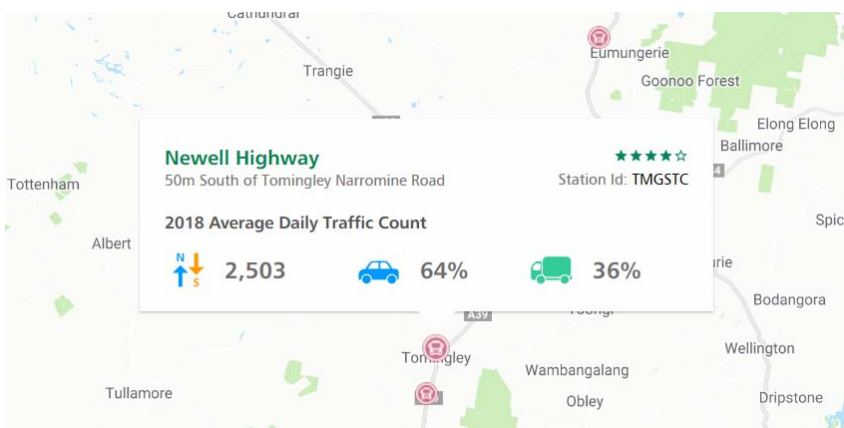 Cathundral
Eumungerie
Trangie
Goonoo Forest
Elong Elong
Ballimore
Newell Highway
50m South of Tomingley Narromine Road
Station Id: TMGSTC
Tottenham
2018 Average Daily Traffic Count
Spic
Albert
N
S
2,503
64%
36%
urie
Bodangora
A39
Tomingley
Wellington
Wambangalang
Tullamore
Obley
Dripstone